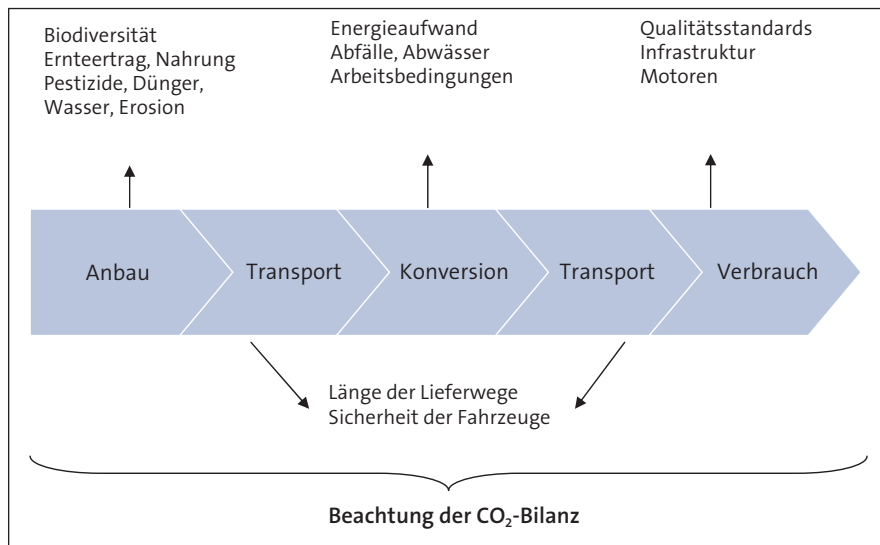 Biodiversität
Ernteertrag, Nahrung
Pestizide, Dünger,
Wasser, Erosion
Energieaufwand
Abfälle, Abwässer
Arbeitsbedingungen
Qualitätsstandards
Infrastruktur
Motoren
Anbau
Transport
Konversion
Transport
Verbrauch
Länge der Lieferwege
Sicherheit der Fahrzeuge
Beachtung der CO₂-Bilanz